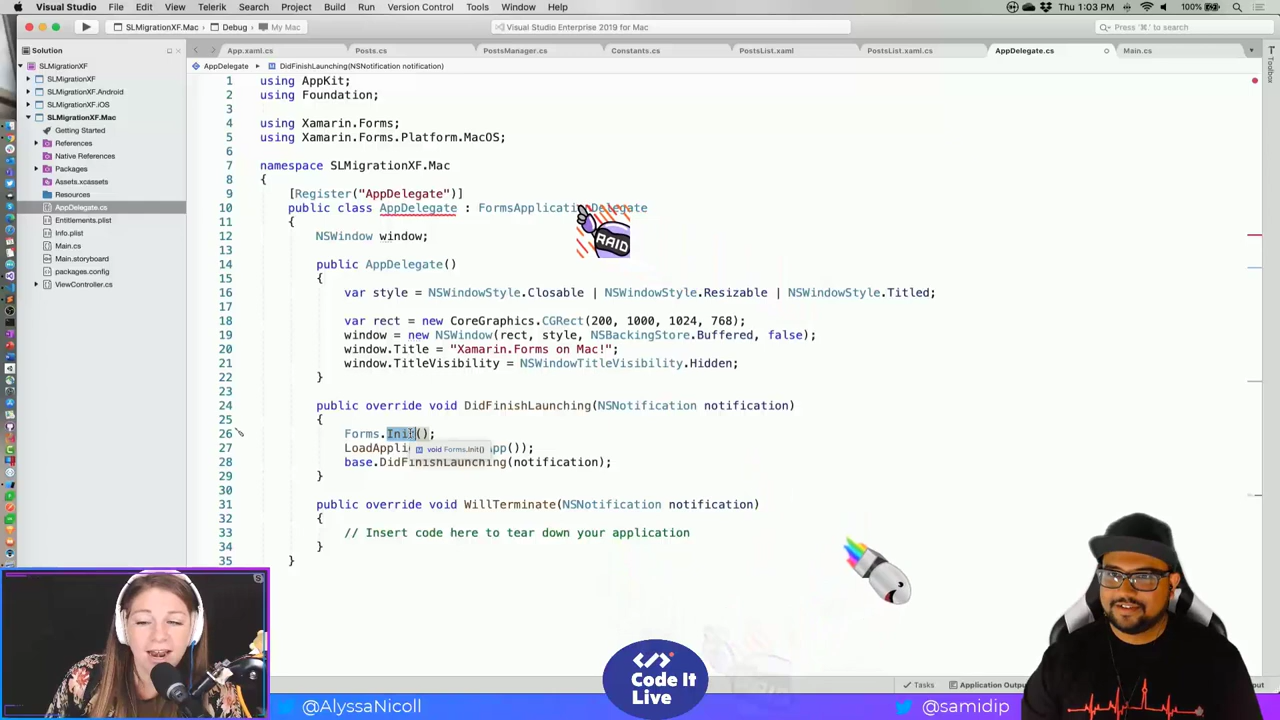 Visual Studio File Edit View Telerik Search Project Build Run Version Control Tools Window Help Thu 1:03 PM 100%
SLMigrationXF.Mac Debug My Mac Visual Studio Enterprise 2019 for Mac Press '⌘.' to search
Solution
App.xaml.cs Posts.cs PostsManager.cs Constants.cs PostsList.xaml PostsList.xaml.cs AppDelegate.cs Main.cs
AppDelegate DidFinishLaunching(NSNotification notification)
Toolbox
SLMigrationXF
SLMigrationXF
SLMigrationXF.Android
SLMigrationXF.iOS
SLMigrationXF.Mac
Getting Started
References
Native References
Packages
Assets.xcassets
Resources
AppDelegate.cs
Entitlements.plist
Info.plist
Main.cs
Main.storyboard
packages.config
ViewController.cs
1 using AppKit;
2 using Foundation;
3
4 using Xamarin.Forms;
5 using Xamarin.Forms.Platform.MacOS;
6
7 namespace SLMigrationXF.Mac
8 {
9 [Register("AppDelegate")]
10 public class AppDelegate : FormsApplicationDelegate
11 {
12 NSWindow window;
13
14 public AppDelegate()
15 {
16 var style = NSWindowStyle.Closable | NSWindowStyle.Resizable | NSWindowStyle.Titled;
17
18 var rect = new CoreGraphics.CGRect(200, 1000, 1024, 768);
19 window = new NSWindow(rect, style, NSBackingStore.Buffered, false);
20 window.Title = "Xamarin.Forms on Mac!";
21 window.TitleVisibility = NSWindowTitleVisibility.Hidden;
22 }
23
24 public override void DidFinishLaunching(NSNotification notification)
25 {
26 Forms.Init();
27 LoadAppli pp());
void Forms.Init()
28 base.DidFinishLaunching(notification);
29 }
30
31 public override void WillTerminate(NSNotification notification)
32 {
33 // Insert code here to tear down your application
34 }
35 }
RAID
Code It
Live
Tasks Application Outpu
@AlyssaNicoll
@samidip